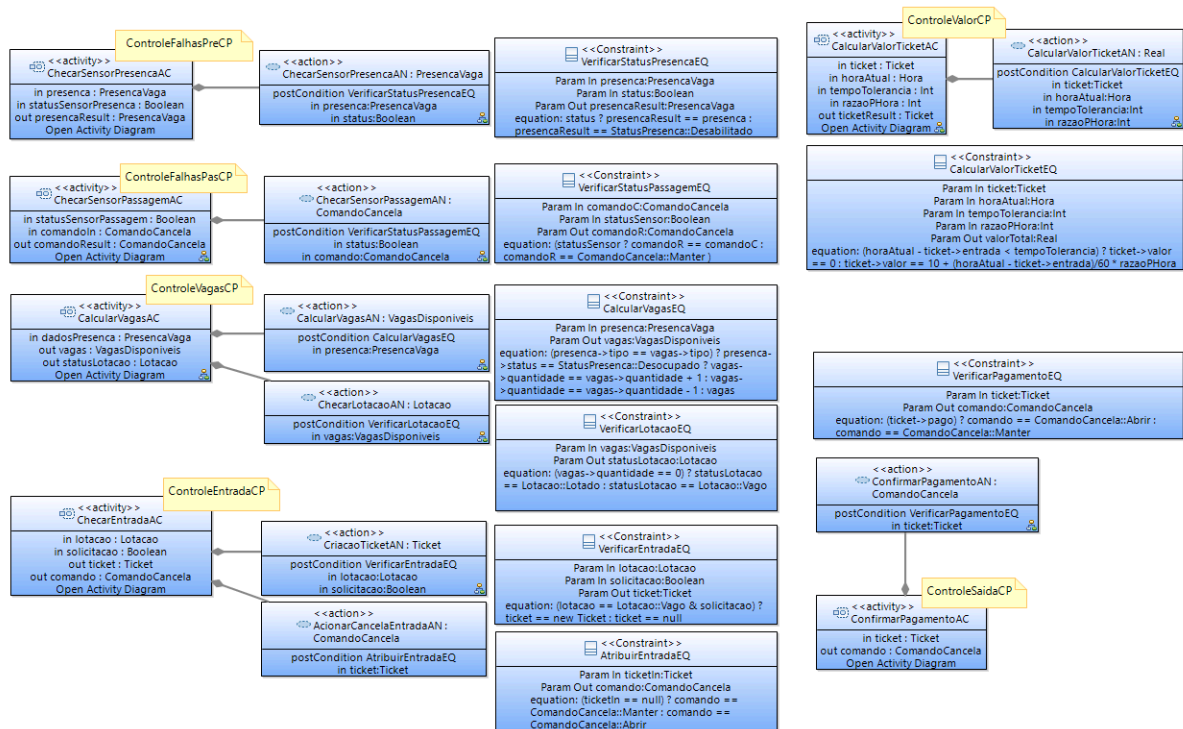 ControleFalhasPreCP
<<activity>>
ChecarSensorPresencaAC
in presenca : PresencaVaga
in statusSensorPresenca : Boolean
out presencaResult : PresencaVaga
Open Activity Diagram
<<action>>
ChecarSensorPresencaAN : PresencaVaga
postCondition VerificarStatusPresencaEQ
in presenca:PresencaVaga
in status:Boolean
<<Constraint>>
VerificarStatusPresencaEQ
Param In presenca:PresencaVaga
Param In status:Boolean
Param Out presencaResult:PresencaVaga
equation: status ? presencaResult == presenca :
presencaResult == StatusPresenca::Desabilitado
ControleValorCP
<<activity>>
CalcularValorTicketAC
in ticket : Ticket
in horaAtual : Hora
in tempoTolerancia : Int
in razaoPHora : Int
out ticketResult : Ticket
Open Activity Diagram
<<action>>
CalcularValorTicketAN : Real
postCondition CalcularValorTicketEQ
in ticket:Ticket
in horaAtual:Hora
in tempoTolerancia:Int
in razaoPHora:Int
ControleFalhasPasCP
<<activity>>
ChecarSensorPassagemAC
in statusSensorPassagem : Boolean
in comandoIn : ComandoCancela
out comandoResult : ComandoCancela
Open Activity Diagram
<<action>>
ChecarSensorPassagemAN :
ComandoCancela
postCondition VerificarStatusPassagemEQ
in status:Boolean
in comando:ComandoCancela
<<Constraint>>
VerificarStatusPassagemEQ
Param In comandoC:ComandoCancela
Param In statusSensor:Boolean
Param Out comandoR:ComandoCancela
equation: (statusSensor ? comandoR == comandoC :
comandoR == ComandoCancela::Manter )
<<Constraint>>
CalcularValorTicketEQ
Param In ticket:Ticket
Param In horaAtual:Hora
Param In tempoTolerancia:Int
Param In razaoPHora:Int
Param Out valorTotal:Real
equation: (horaAtual - ticket->entrada < tempoTolerancia) ? ticket->valor
== 0 : ticket->valor == 10 + (horaAtual - ticket->entrada)/60 * razaoPHora
ControleVagasCP
<<activity>>
CalcularVagasAC
in dadosPresenca : PresencaVaga
out vagas : VagasDisponiveis
out statusLotacao : Lotacao
Open Activity Diagram
<<action>>
CalcularVagasAN : VagasDisponiveis
postCondition CalcularVagasEQ
in presenca:PresencaVaga
<<action>>
ChecarLotacaoAN : Lotacao
postCondition VerificarLotacaoEQ
in vagas:VagasDisponiveis
<<Constraint>>
CalcularVagasEQ
Param In presenca:PresencaVaga
Param Out vagas:VagasDisponiveis
equation: (presenca->tipo == vagas->tipo) ? presenca-
>status == StatusPresenca::Desocupado ? vagas-
>quantidade == vagas->quantidade + 1 : vagas-
>quantidade == vagas->quantidade - 1 : vagas
<<Constraint>>
VerificarLotacaoEQ
Param In vagas:VagasDisponiveis
Param Out statusLotacao:Lotacao
equation: (vagas->quantidade == 0) ? statusLotacao
== Lotacao::Lotado : statusLotacao == Lotacao::Vago
<<Constraint>>
VerificarPagamentoEQ
Param In ticket:Ticket
Param Out comando:ComandoCancela
equation: (ticket->pago) ? comando == ComandoCancela::Abrir :
comando == ComandoCancela::Manter
<<action>>
ConfirmarPagamentoAN :
ComandoCancela
postCondition VerificarPagamentoEQ
in ticket:Ticket
ControleEntradaCP
<<activity>>
ChecarEntradaAC
in lotacao : Lotacao
in solicitacao : Boolean
out ticket : Ticket
out comando : ComandoCancela
Open Activity Diagram
<<action>>
CriacaoTicketAN : Ticket
postCondition VerificarEntradaEQ
in lotacao:Lotacao
in solicitacao:Boolean
<<action>>
AcionarCancelaEntradaAN :
ComandoCancela
postCondition AtribuirEntradaEQ
in ticket:Ticket
<<Constraint>>
VerificarEntradaEQ
Param In lotacao:Lotacao
Param In solicitacao:Boolean
Param Out ticket:Ticket
equation: (lotacao == Lotacao::Vago & solicitacao) ?
ticket == new Ticket : ticket == null
<<Constraint>>
AtribuirEntradaEQ
Param In ticketIn:Ticket
Param Out comando:ComandoCancela
equation: (ticketIn == null) ? comando ==
ComandoCancela::Manter : comando ==
ComandoCancela::Abrir
ControleSaidaCP
<<activity>>
ConfirmarPagamentoAC
in ticket : Ticket
out comando : ComandoCancela
Open Activity Diagram